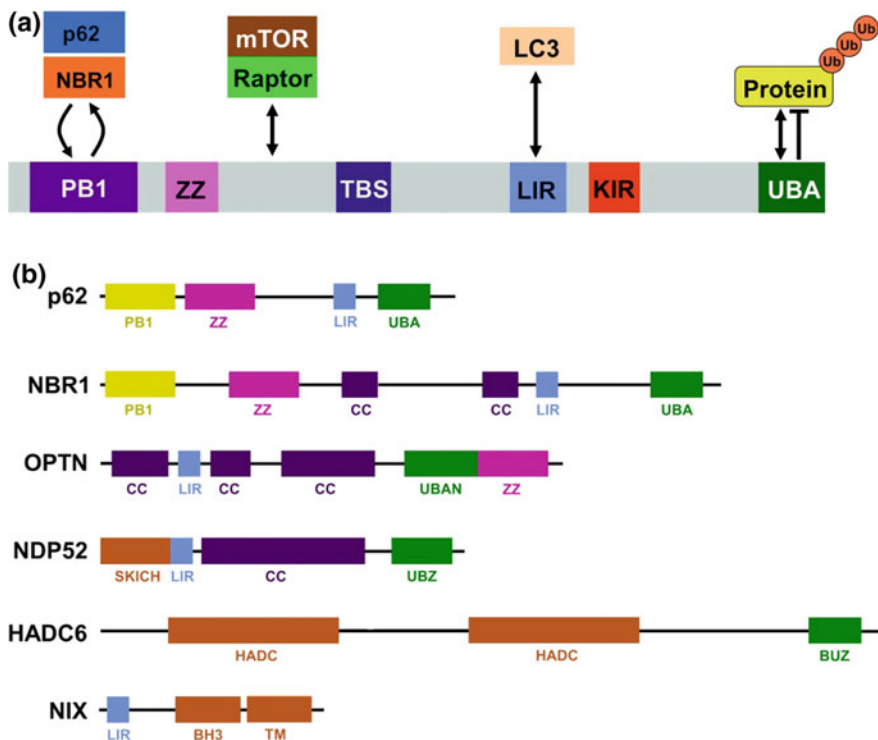 (a)
p62
NBR1
mTOR
Raptor
LC3
Protein
Ub Ub Ub
PB1 ZZ TBS LIR KIR UBA
(b)
p62
PB1 ZZ LIR UBA
NBR1
PB1 ZZ CC CC LIR UBA
OPTN
CC LIR CC CC UBAN ZZ
NDP52
SKICH LIR CC UBZ
HADC6
HADC HADC BUZ
NIX
LIR BH3 TM